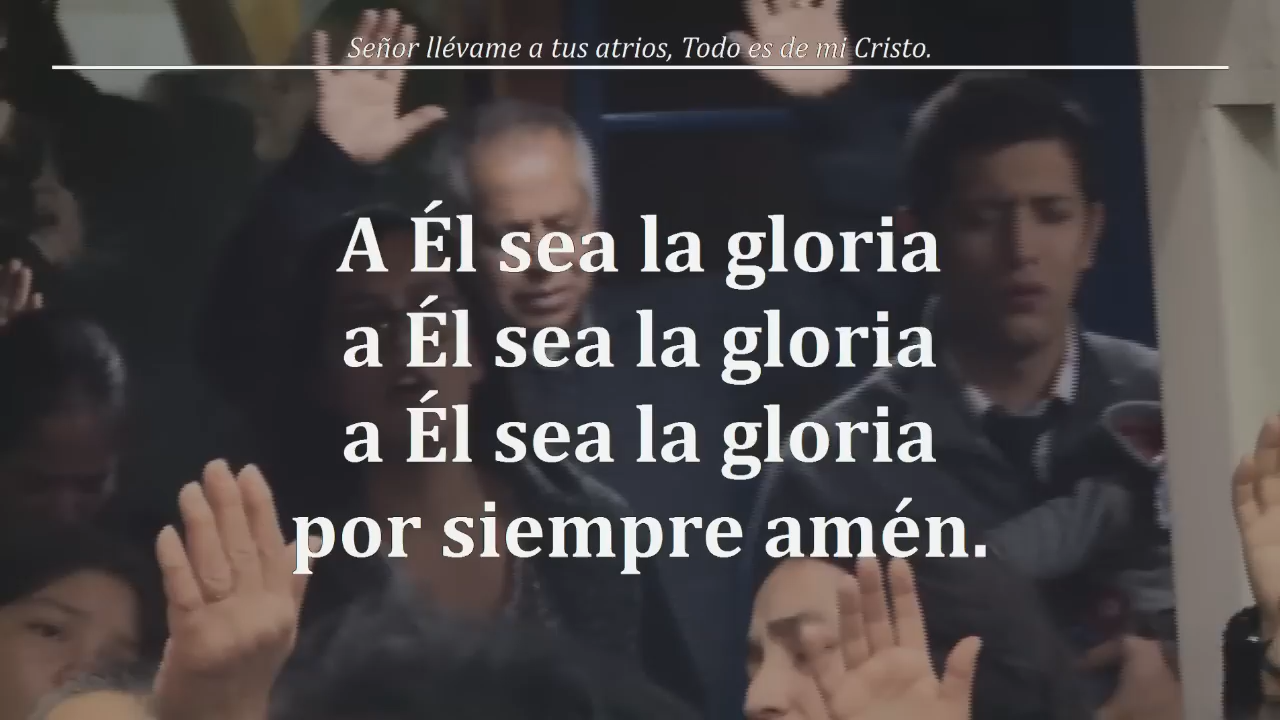 Señor llévame a tus atrios, Todo es de mi Cristo.
A Él sea la gloria
a Él sea la gloria
a Él sea la gloria
por siempre amén.